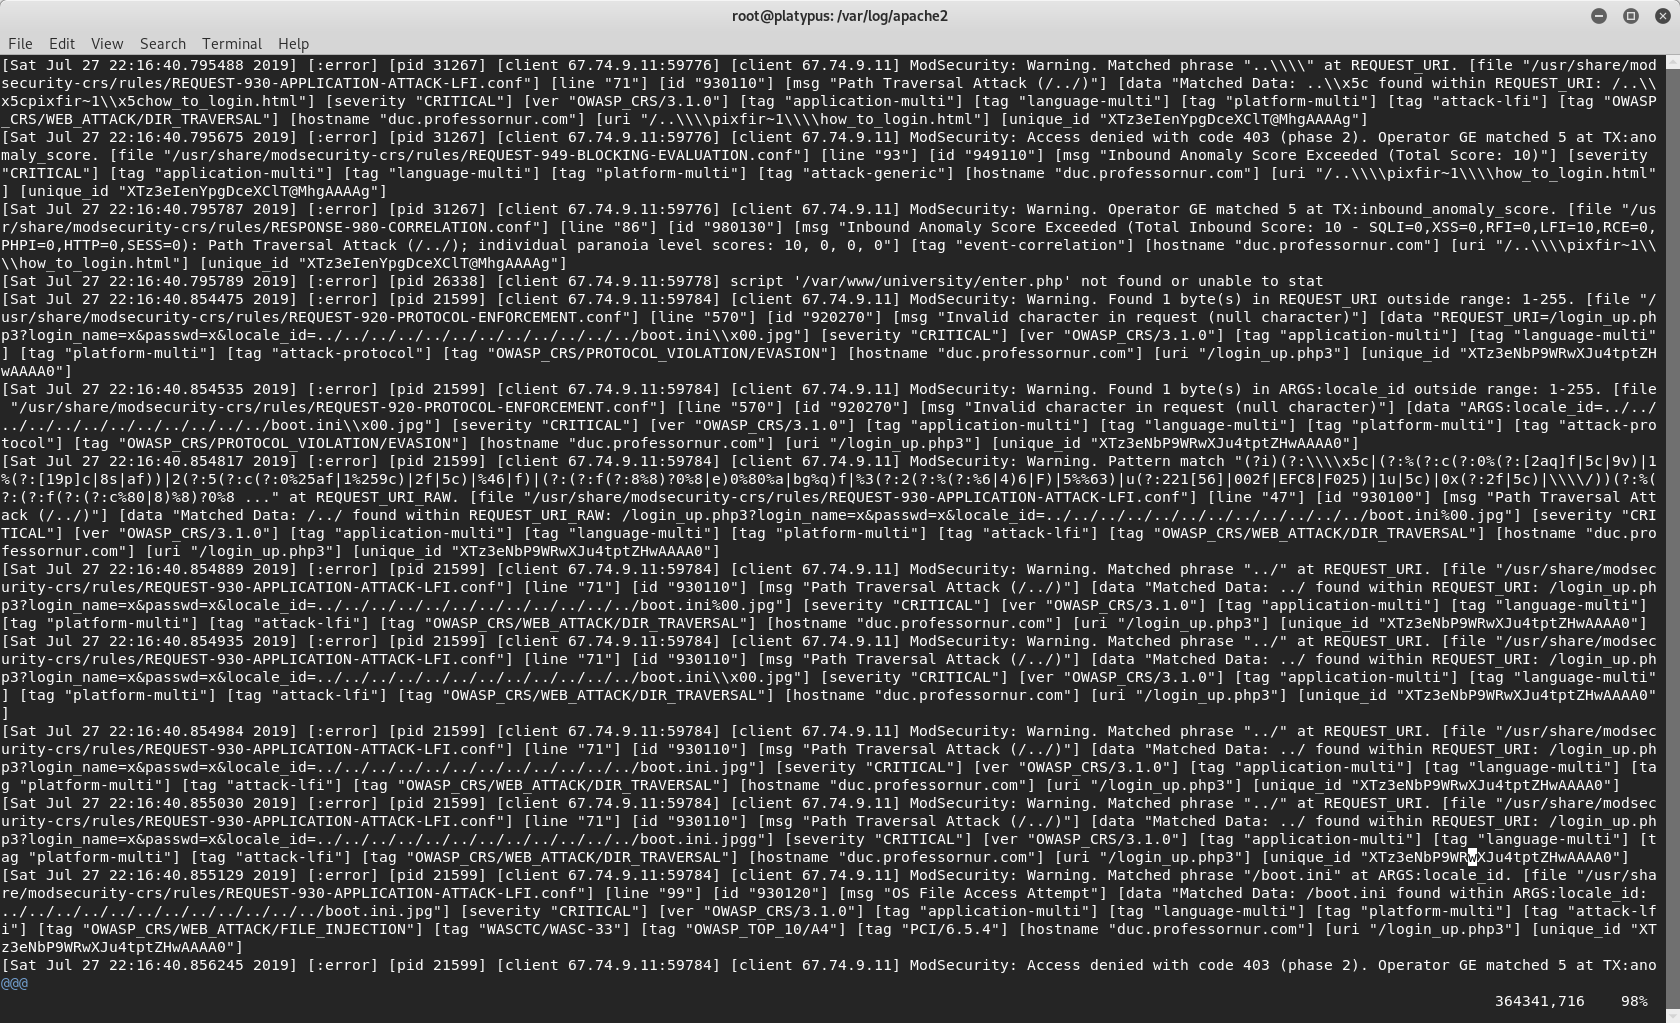 root@platypus: /var/log/apache2
File Edit View Search Terminal Help
[Sat Jul 27 22:16:40.795488 2019] [:error] [pid 31267] [client 67.74.9.11:59776] [client 67.74.9.11] ModSecurity: Warning. Matched phrase "..\\\\" at REQUEST_URI. [file "/usr/share/mod
security-crs/rules/REQUEST-930-APPLICATION-ATTACK-LFI.conf"] [line "71"] [id "930110"] [msg "Path Traversal Attack (/../)"] [data "Matched Data: ..\\x5c found within REQUEST_URI: /..\\
x5cpixfir~1\\x5chow_to_login.html"] [severity "CRITICAL"] [ver "OWASP_CRS/3.1.0"] [tag "application-multi"] [tag "language-multi"] [tag "platform-multi"] [tag "attack-lfi"] [tag "OWASP
_CRS/WEB_ATTACK/DIR_TRAVERSAL"] [hostname "duc.professornur.com"] [uri "/..\\\\pixfir~1\\\\how_to_login.html"] [unique_id "XTz3eIenYpgDceXClT@MhgAAAAg"]
[Sat Jul 27 22:16:40.795675 2019] [:error] [pid 31267] [client 67.74.9.11:59776] [client 67.74.9.11] ModSecurity: Access denied with code 403 (phase 2). Operator GE matched 5 at TX:ano
maly_score. [file "/usr/share/modsecurity-crs/rules/REQUEST-949-BLOCKING-EVALUATION.conf"] [line "93"] [id "949110"] [msg "Inbound Anomaly Score Exceeded (Total Score: 10)"] [severity
"CRITICAL"] [tag "application-multi"] [tag "language-multi"] [tag "platform-multi"] [tag "attack-generic"] [hostname "duc.professornur.com"] [uri "/..\\\\pixfir~1\\\\how_to_login.html"
] [unique_id "XTz3eIenYpgDceXClT@MhgAAAAg"]
[Sat Jul 27 22:16:40.795787 2019] [:error] [pid 31267] [client 67.74.9.11:59776] [client 67.74.9.11] ModSecurity: Warning. Operator GE matched 5 at TX:inbound_anomaly_score. [file "/us
r/share/modsecurity-crs/rules/RESPONSE-980-CORRELATION.conf"] [line "86"] [id "980130"] [msg "Inbound Anomaly Score Exceeded (Total Inbound Score: 10 - SQLI=0,XSS=0,RFI=0,LFI=10,RCE=0,
PHPI=0,HTTP=0,SESS=0): Path Traversal Attack (/../); individual paranoia level scores: 10, 0, 0, 0"] [tag "event-correlation"] [hostname "duc.professornur.com"] [uri "/..\\\\pixfir~1\\
\\how_to_login.html"] [unique_id "XTz3eIenYpgDceXClT@MhgAAAAg"]
[Sat Jul 27 22:16:40.795789 2019] [:error] [pid 26338] [client 67.74.9.11:59778] script '/var/www/university/enter.php' not found or unable to stat
[Sat Jul 27 22:16:40.854475 2019] [:error] [pid 21599] [client 67.74.9.11:59784] [client 67.74.9.11] ModSecurity: Warning. Found 1 byte(s) in REQUEST_URI outside range: 1-255. [file "/
usr/share/modsecurity-crs/rules/REQUEST-920-PROTOCOL-ENFORCEMENT.conf"] [line "570"] [id "920270"] [msg "Invalid character in request (null character)"] [data "REQUEST_URI=/login_up.ph
p3?login_name=x&passwd=x&locale_id=../../../../../../../../../../../../boot.ini\\x00.jpg"] [severity "CRITICAL"] [ver "OWASP_CRS/3.1.0"] [tag "application-multi"] [tag "language-multi"
] [tag "platform-multi"] [tag "attack-protocol"] [tag "OWASP_CRS/PROTOCOL_VIOLATION/EVASION"] [hostname "duc.professornur.com"] [uri "/login_up.php3"] [unique_id "XTz3eNbP9WRwXJu4tptZH
wAAAA0"]
[Sat Jul 27 22:16:40.854535 2019] [:error] [pid 21599] [client 67.74.9.11:59784] [client 67.74.9.11] ModSecurity: Warning. Found 1 byte(s) in ARGS:locale_id outside range: 1-255. [file
"/usr/share/modsecurity-crs/rules/REQUEST-920-PROTOCOL-ENFORCEMENT.conf"] [line "570"] [id "920270"] [msg "Invalid character in request (null character)"] [data "ARGS:locale_id=../../
../../../../../../../../../../boot.ini\\x00.jpg"] [severity "CRITICAL"] [ver "OWASP_CRS/3.1.0"] [tag "application-multi"] [tag "language-multi"] [tag "platform-multi"] [tag "attack-pro
tocol"] [tag "OWASP_CRS/PROTOCOL_VIOLATION/EVASION"] [hostname "duc.professornur.com"] [uri "/login_up.php3"] [unique_id "XTz3eNbP9WRwXJu4tptZHwAAAA0"]
[Sat Jul 27 22:16:40.854817 2019] [:error] [pid 21599] [client 67.74.9.11:59784] [client 67.74.9.11] ModSecurity: Warning. Pattern match "(?i)(?:\\\\x5c|(?:%(?:c(?:0%(?:[2aq]f|5c|9v)|1
%(?:[19p]c|8s|af))|2(?:5(?:c(?:0%25af|1%259c)|2f|5c)|%46|f)|(?:(?:f(?:8%8)?0%8|e)0%80%a|bg%q)f|%3(?:2(?:%(?:%6|4)6|F)|5%%63)|u(?:221[56]|002f|EFC8|F025)|1u|5c)|0x(?:2f|5c)|\\\\/))(?:%(
?:(?:f(?:(?:c%80|8)%8)?0%8 ..." at REQUEST_URI_RAW. [file "/usr/share/modsecurity-crs/rules/REQUEST-930-APPLICATION-ATTACK-LFI.conf"] [line "47"] [id "930100"] [msg "Path Traversal Att
ack (/../)"] [data "Matched Data: /../ found within REQUEST_URI_RAW: /login_up.php3?login_name=x&passwd=x&locale_id=../../../../../../../../../../../../boot.ini%00.jpg"] [severity "CRI
TICAL"] [ver "OWASP_CRS/3.1.0"] [tag "application-multi"] [tag "language-multi"] [tag "platform-multi"] [tag "attack-lfi"] [tag "OWASP_CRS/WEB_ATTACK/DIR_TRAVERSAL"] [hostname "duc.pro
fessornur.com"] [uri "/login_up.php3"] [unique_id "XTz3eNbP9WRwXJu4tptZHwAAAA0"]
[Sat Jul 27 22:16:40.854889 2019] [:error] [pid 21599] [client 67.74.9.11:59784] [client 67.74.9.11] ModSecurity: Warning. Matched phrase "../" at REQUEST_URI. [file "/usr/share/modsec
urity-crs/rules/REQUEST-930-APPLICATION-ATTACK-LFI.conf"] [line "71"] [id "930110"] [msg "Path Traversal Attack (/../)"] [data "Matched Data: ../ found within REQUEST_URI: /login_up.ph
p3?login_name=x&passwd=x&locale_id=../../../../../../../../../../../../boot.ini%00.jpg"] [severity "CRITICAL"] [ver "OWASP_CRS/3.1.0"] [tag "application-multi"] [tag "language-multi"]
[tag "platform-multi"] [tag "attack-lfi"] [tag "OWASP_CRS/WEB_ATTACK/DIR_TRAVERSAL"] [hostname "duc.professornur.com"] [uri "/login_up.php3"] [unique_id "XTz3eNbP9WRwXJu4tptZHwAAAA0"]
[Sat Jul 27 22:16:40.854935 2019] [:error] [pid 21599] [client 67.74.9.11:59784] [client 67.74.9.11] ModSecurity: Warning. Matched phrase "../" at REQUEST_URI. [file "/usr/share/modsec
urity-crs/rules/REQUEST-930-APPLICATION-ATTACK-LFI.conf"] [line "71"] [id "930110"] [msg "Path Traversal Attack (/../)"] [data "Matched Data: ../ found within REQUEST_URI: /login_up.ph
p3?login_name=x&passwd=x&locale_id=../../../../../../../../../../../../boot.ini\\x00.jpg"] [severity "CRITICAL"] [ver "OWASP_CRS/3.1.0"] [tag "application-multi"] [tag "language-multi"
] [tag "platform-multi"] [tag "attack-lfi"] [tag "OWASP_CRS/WEB_ATTACK/DIR_TRAVERSAL"] [hostname "duc.professornur.com"] [uri "/login_up.php3"] [unique_id "XTz3eNbP9WRwXJu4tptZHwAAAA0"
]
[Sat Jul 27 22:16:40.854984 2019] [:error] [pid 21599] [client 67.74.9.11:59784] [client 67.74.9.11] ModSecurity: Warning. Matched phrase "../" at REQUEST_URI. [file "/usr/share/modsec
urity-crs/rules/REQUEST-930-APPLICATION-ATTACK-LFI.conf"] [line "71"] [id "930110"] [msg "Path Traversal Attack (/../)"] [data "Matched Data: ../ found within REQUEST_URI: /login_up.ph
p3?login_name=x&passwd=x&locale_id=../../../../../../../../../../../../boot.ini.jpg"] [severity "CRITICAL"] [ver "OWASP_CRS/3.1.0"] [tag "application-multi"] [tag "language-multi"] [ta
g "platform-multi"] [tag "attack-lfi"] [tag "OWASP_CRS/WEB_ATTACK/DIR_TRAVERSAL"] [hostname "duc.professornur.com"] [uri "/login_up.php3"] [unique_id "XTz3eNbP9WRwXJu4tptZHwAAAA0"]
[Sat Jul 27 22:16:40.855030 2019] [:error] [pid 21599] [client 67.74.9.11:59784] [client 67.74.9.11] ModSecurity: Warning. Matched phrase "../" at REQUEST_URI. [file "/usr/share/modsec
urity-crs/rules/REQUEST-930-APPLICATION-ATTACK-LFI.conf"] [line "71"] [id "930110"] [msg "Path Traversal Attack (/../)"] [data "Matched Data: ../ found within REQUEST_URI: /login_up.ph
p3?login_name=x&passwd=x&locale_id=../../../../../../../../../../../../boot.ini.jpgg"] [severity "CRITICAL"] [ver "OWASP_CRS/3.1.0"] [tag "application-multi"] [tag "language-multi"] [t
ag "platform-multi"] [tag "attack-lfi"] [tag "OWASP_CRS/WEB_ATTACK/DIR_TRAVERSAL"] [hostname "duc.professornur.com"] [uri "/login_up.php3"] [unique_id "XTz3eNbP9WRwXJu4tptZHwAAAA0"]
[Sat Jul 27 22:16:40.855129 2019] [:error] [pid 21599] [client 67.74.9.11:59784] [client 67.74.9.11] ModSecurity: Warning. Matched phrase "/boot.ini" at ARGS:locale_id. [file "/usr/sha
re/modsecurity-crs/rules/REQUEST-930-APPLICATION-ATTACK-LFI.conf"] [line "99"] [id "930120"] [msg "OS File Access Attempt"] [data "Matched Data: /boot.ini found within ARGS:locale_id:
../../../../../../../../../../../../boot.ini.jpg"] [severity "CRITICAL"] [ver "OWASP_CRS/3.1.0"] [tag "application-multi"] [tag "language-multi"] [tag "platform-multi"] [tag "attack-lf
i"] [tag "OWASP_CRS/WEB_ATTACK/FILE_INJECTION"] [tag "WASCTC/WASC-33"] [tag "OWASP_TOP_10/A4"] [tag "PCI/6.5.4"] [hostname "duc.professornur.com"] [uri "/login_up.php3"] [unique_id "XT
z3eNbP9WRwXJu4tptZHwAAAA0"]
[Sat Jul 27 22:16:40.856245 2019] [:error] [pid 21599] [client 67.74.9.11:59784] [client 67.74.9.11] ModSecurity: Access denied with code 403 (phase 2). Operator GE matched 5 at TX:ano
@@@
364341,716 98%